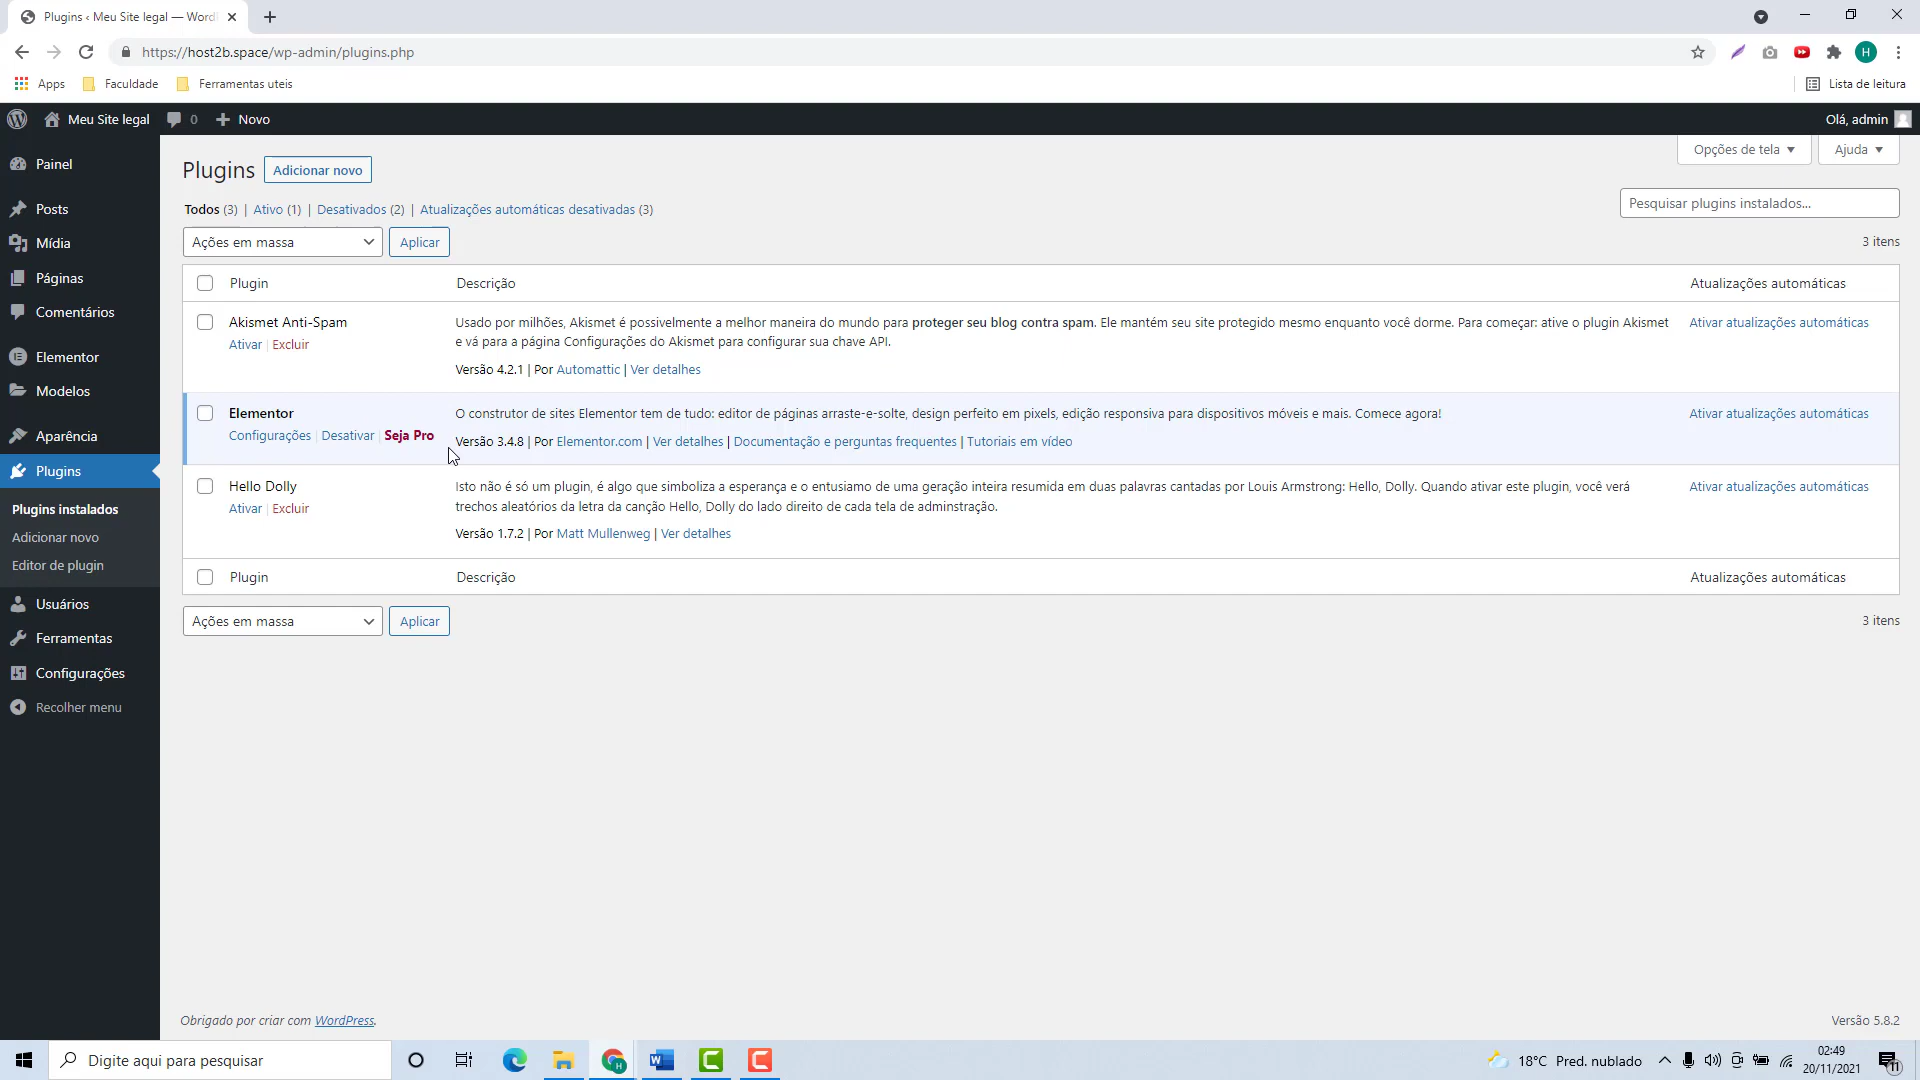 Plugins ‹ Meu Site legal — Word
https://host2b.space/wp-admin/plugins.php
H
Apps
Faculdade
Ferramentas uteis
Lista de leitura
Meu Site legal
0
Novo
Olá, admin
Painel
Posts
Mídia
Páginas
Comentários
Elementor
Modelos
Aparência
Plugins
Plugins instalados
Adicionar novo
Editor de plugin
Usuários
Ferramentas
Configurações
Recolher menu
Opções de tela
Ajuda
Plugins
Adicionar novo
Todos (3) | Ativo (1) | Desativados (2) | Atualizações automáticas desativadas (3)
Pesquisar plugins instalados...
Ações em massa
Aplicar
3 itens
Plugin
Descrição
Atualizações automáticas
Akismet Anti-Spam
Ativar | Excluir
Usado por milhões, Akismet é possivelmente a melhor maneira do mundo para proteger seu blog contra spam. Ele mantém seu site protegido mesmo enquanto você dorme. Para começar: ative o plugin Akismet
e vá para a página Configurações do Akismet para configurar sua chave API.
Versão 4.2.1 | Por Automattic | Ver detalhes
Ativar atualizações automáticas
Elementor
Configurações | Desativar | Seja Pro
O construtor de sites Elementor tem de tudo: editor de páginas arraste-e-solte, design perfeito em pixels, edição responsiva para dispositivos móveis e mais. Comece agora!
Versão 3.4.8 | Por Elementor.com | Ver detalhes | Documentação e perguntas frequentes | Tutoriais em vídeo
Ativar atualizações automáticas
Hello Dolly
Ativar | Excluir
Isto não é só um plugin, é algo que simboliza a esperança e o entusiamo de uma geração inteira resumida em duas palavras cantadas por Louis Armstrong: Hello, Dolly. Quando ativar este plugin, você verá
trechos aleatórios da letra da canção Hello, Dolly do lado direito de cada tela de adminstração.
Versão 1.7.2 | Por Matt Mullenweg | Ver detalhes
Ativar atualizações automáticas
Plugin
Descrição
Atualizações automáticas
Ações em massa
Aplicar
3 itens
Obrigado por criar com WordPress.
Versão 5.8.2
Digite aqui para pesquisar
18°C Pred. nublado
02:49
20/11/2021
11